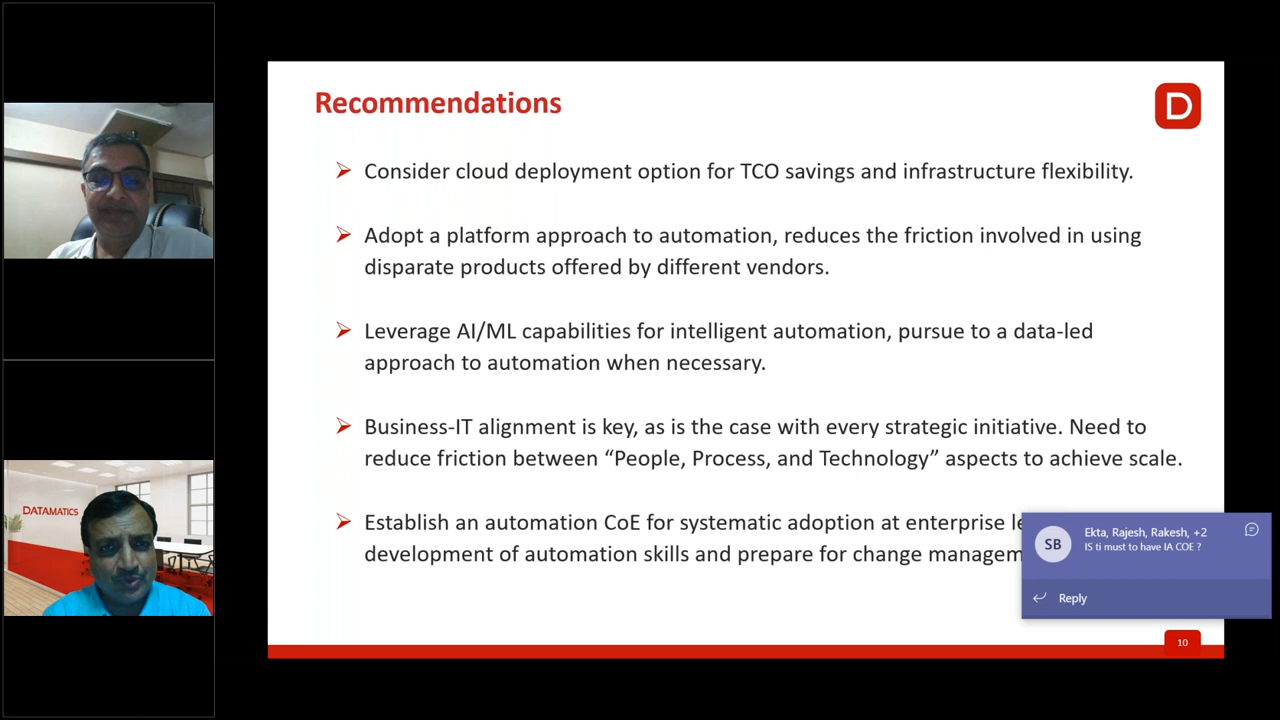 Recommendations
D
Consider cloud deployment option for TCO savings and infrastructure flexibility.
Adopt a platform approach to automation, reduces the friction involved in using
disparate products offered by different vendors.
Leverage AI/ML capabilities for intelligent automation, pursue to a data-led
approach to automation when necessary.
Business-IT alignment is key, as is the case with every strategic initiative. Need to
reduce friction between “People, Process, and Technology” aspects to achieve scale.
Establish an automation CoE for systematic adoption at enterprise
development of automation skills and prepare for change
SB
Ekta, Rajesh, Rakesh, +2
IS ti must to have IA COE ?
Reply
10
DATAMATICS